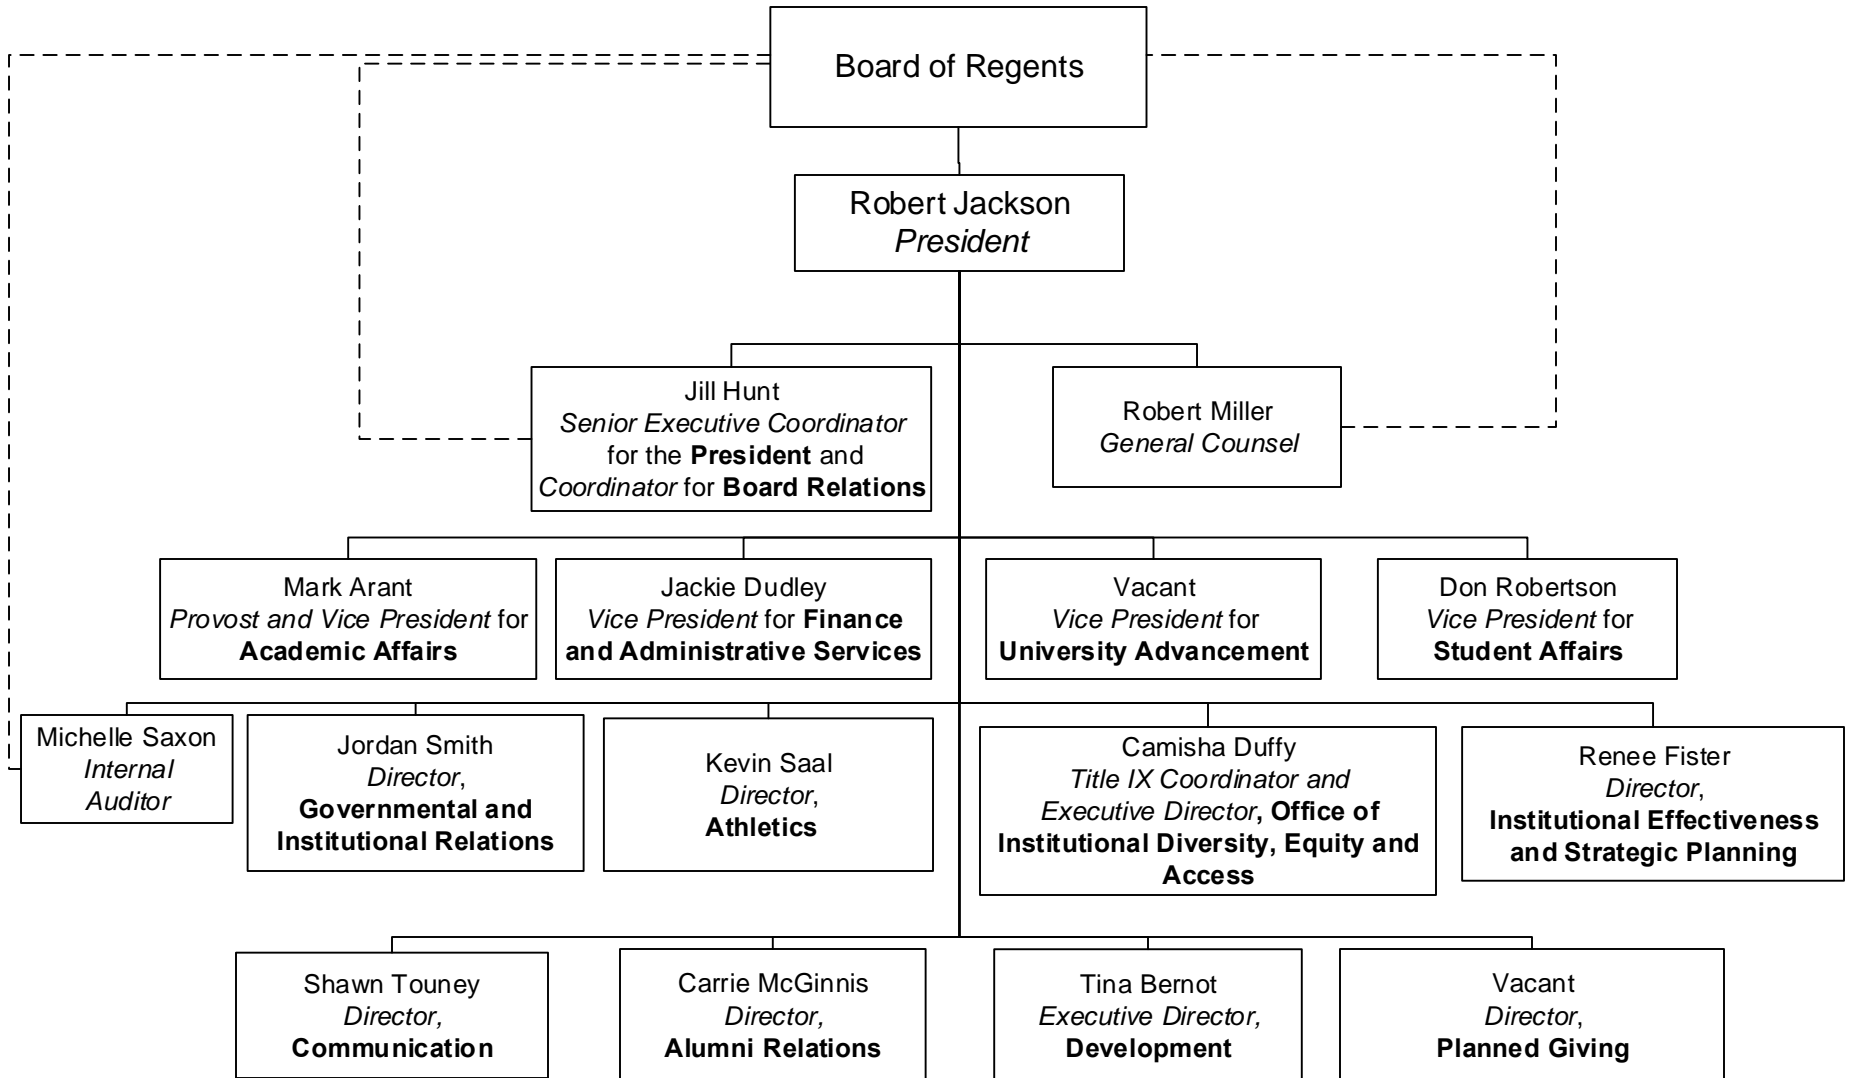 Board of Regents
Robert Jackson
President
Jill Hunt
Senior Executive Coordinator
for the President and
Coordinator for Board Relations
Robert Miller
General Counsel
Mark Arant
Provost and Vice President for
Academic Affairs
Jackie Dudley
Vice President for Finance
and Administrative Services
Vacant
Vice President for
University Advancement
Don Robertson
Vice President for
Student Affairs
Michelle Saxon
Internal
Auditor
Jordan Smith
Director,
Governmental and
Institutional Relations
Kevin Saal
Director,
Athletics
Camisha Duffy
Title IX Coordinator and
Executive Director, Office of
Institutional Diversity, Equity and
Access
Renee Fister
Director,
Institutional Effectiveness
and Strategic Planning
Shawn Touney
Director,
Communication
Carrie McGinnis
Director,
Alumni Relations
Tina Bernot
Executive Director,
Development
Vacant
Director,
Planned Giving